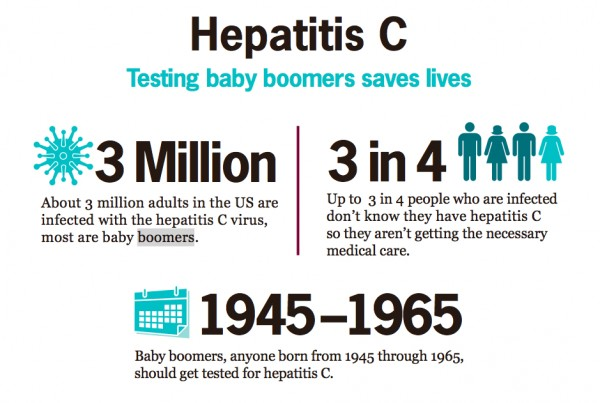 Hepatitis C
Testing baby boomers saves lives
3 Million
About 3 million adults in the US are
infected with the hepatitis C virus,
most are baby boomers.
3 in 4
Up to 3 in 4 people who are infected
don't know they have hepatitis C
so they aren't getting the necessary
medical care.
1945–1965
Baby boomers, anyone born from 1945 through 1965,
should get tested for hepatitis C.